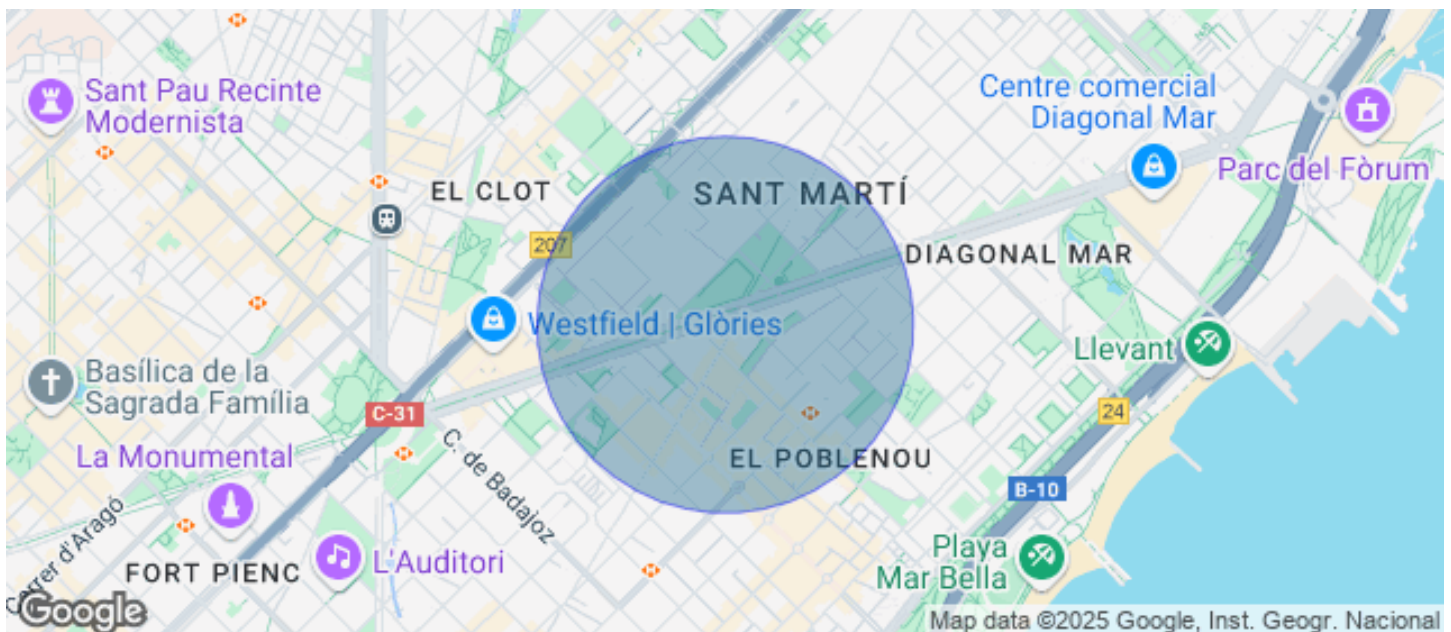 Sant Pau Recinte
Modernista
Centre comercial
Diagonal Mar
Parc del Fòrum
EL CLOT
SANT MARTÍ
207
DIAGONAL MAR
Westfield | Glòries
Llevant
Basílica de la
Sagrada Família
C-31
24
La Monumental
C. de Badajoz
EL POBLENOU
B-10
Carrer d'Aragó
L'Auditori
FORT PIENC
Playa
Mar Bella
Google
Map data ©2025 Google, Inst. Geogr. Nacional